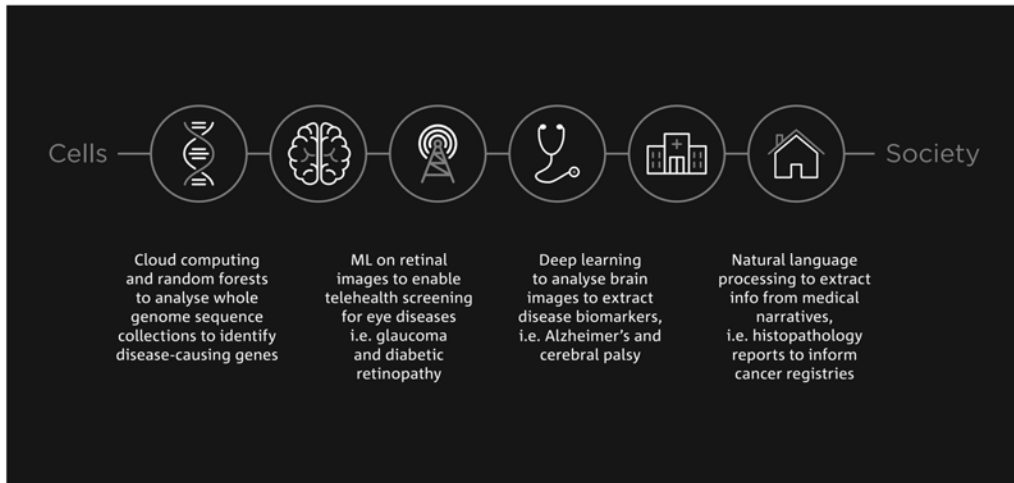 Cells
Society
Cloud computing
and random forests
to analyse whole
genome sequence
collections to identify
disease-causing genes
ML on retinal
images to enable
telehealth screening
for eye diseases
i.e. glaucoma
and diabetic
retinopathy
Deep learning
to analyse brain
images to extract
disease biomarkers,
i.e. Alzheimer's and
cerebral palsy
Natural language
processing to extract
info from medical
narratives,
i.e. histopathology
reports to inform
cancer registries